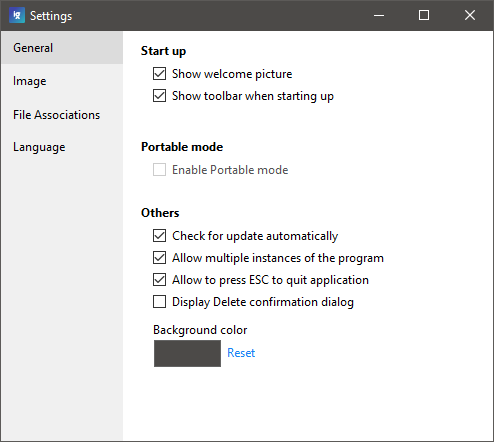 ig Settings
General
Image
File Associations
Language
Start up
Show welcome picture
Show toolbar when starting up
Portable mode
Enable Portable mode
Others
Check for update automatically
Allow multiple instances of the program
Allow to press ESC to quit application
Display Delete confirmation dialog
Background color
Reset